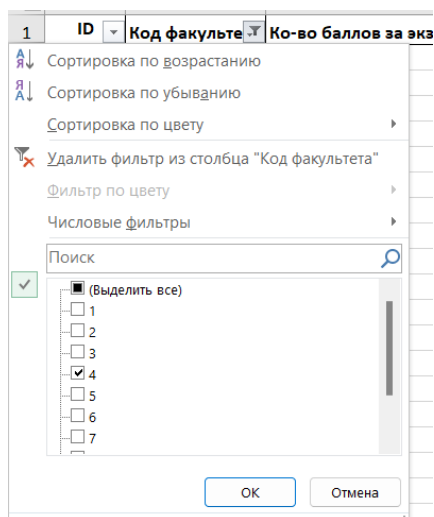 1 ID Код факульте Ко-во баллов за экз
Сортировка по возрастанию
Сортировка по убыванию
Сортировка по цвету
Удалить фильтр из столбца "Код факультета"
Фильтр по цвету
Числовые фильтры
Поиск
(Выделить все)
1
2
3
4
5
6
7
ОК Отмена